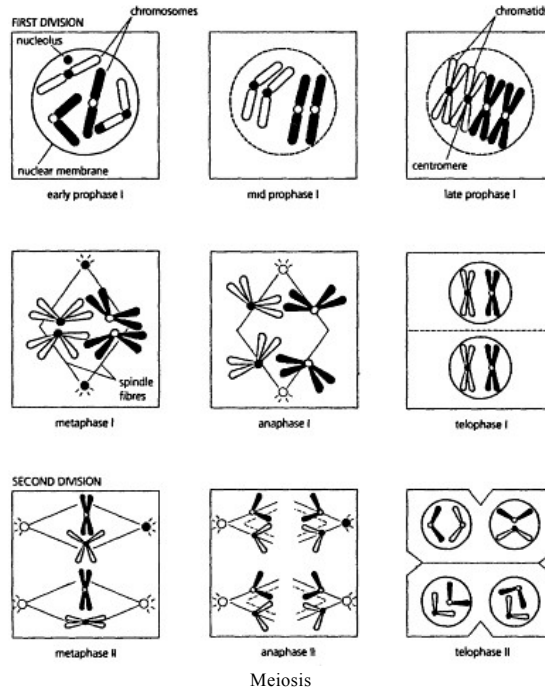 chromosomes
FIRST DIVISION
nucleolus
nuclear membrane
early prophase I
mid prophase I
chromatids
centromere
late prophase I
spindle
fibres
metaphase I
anaphase I
telophase I
SECOND DIVISION
metaphase II
anaphase II
telophase II
Meiosis